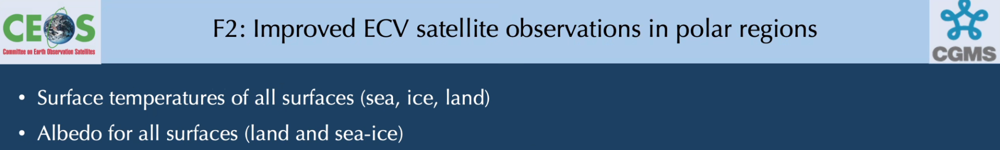 CEOS
Committee on Earth Observation Satellites
F2: Improved ECV satellite observations in polar regions
CGMS
• Surface temperatures of all surfaces (sea, ice, land)
• Albedo for all surfaces (land and sea-ice)